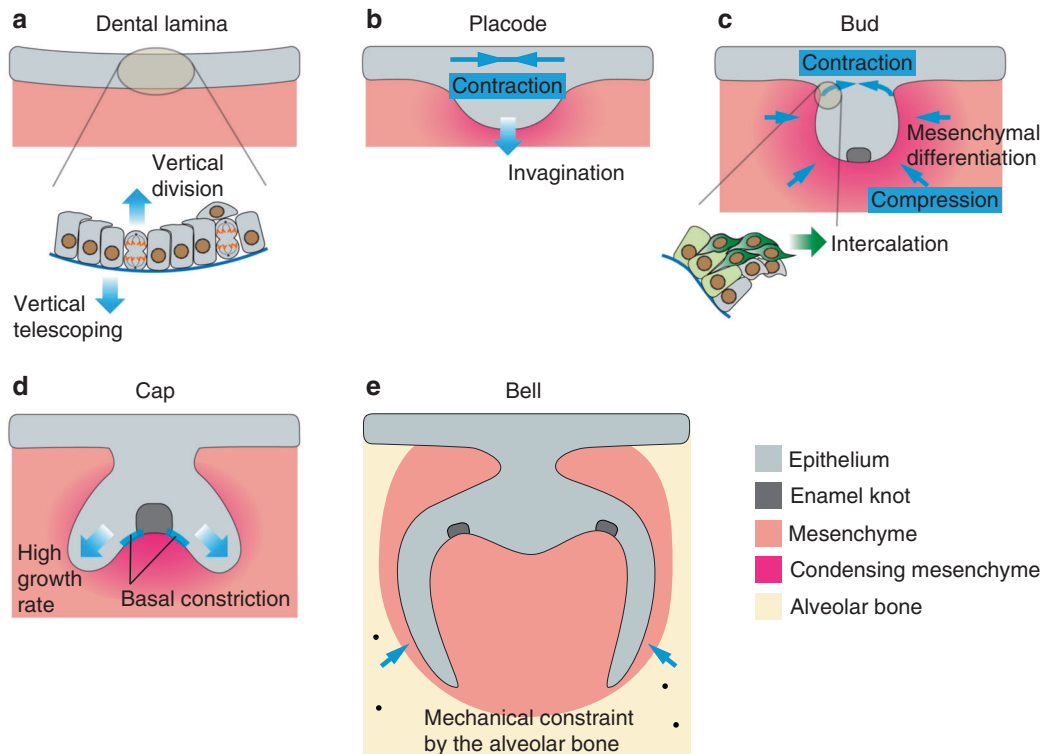 a
Dental lamina
Vertical
division
Vertical
telescoping
b
Placode
Contraction
Invagination
c
Bud
Contraction
Mesenchymal
differentiation
Compression
Intercalation
d
Cap
High
growth
rate
Basal constriction
e
Bell
Mechanical constraint
by the alveolar bone
Epithelium
Enamel knot
Mesenchyme
Condensing mesenchyme
Alveolar bone